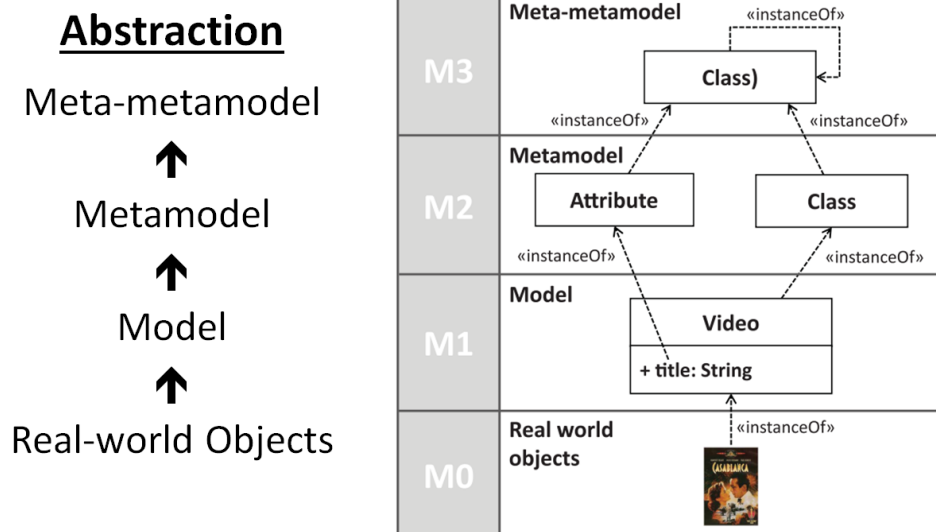 Abstraction
Meta-metamodel
Metamodel
Model
Real-world Objects
M3
Meta-metamodel
«instanceOf»
Class)
«instanceOf»
«instanceOf»
M2
Metamodel
Attribute
Class
«instanceOf»
«instanceOf»
M1
Model
Video
+ title: String
M0
Real world
objects
«instanceOf»
CASABLANCA